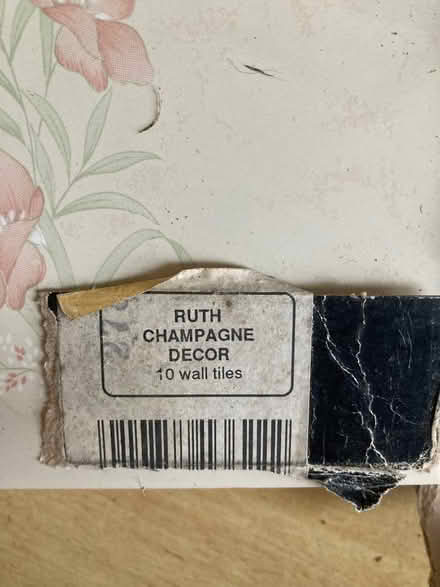 RUTH
CHAMPAGNE
DECOR
10 wall tiles